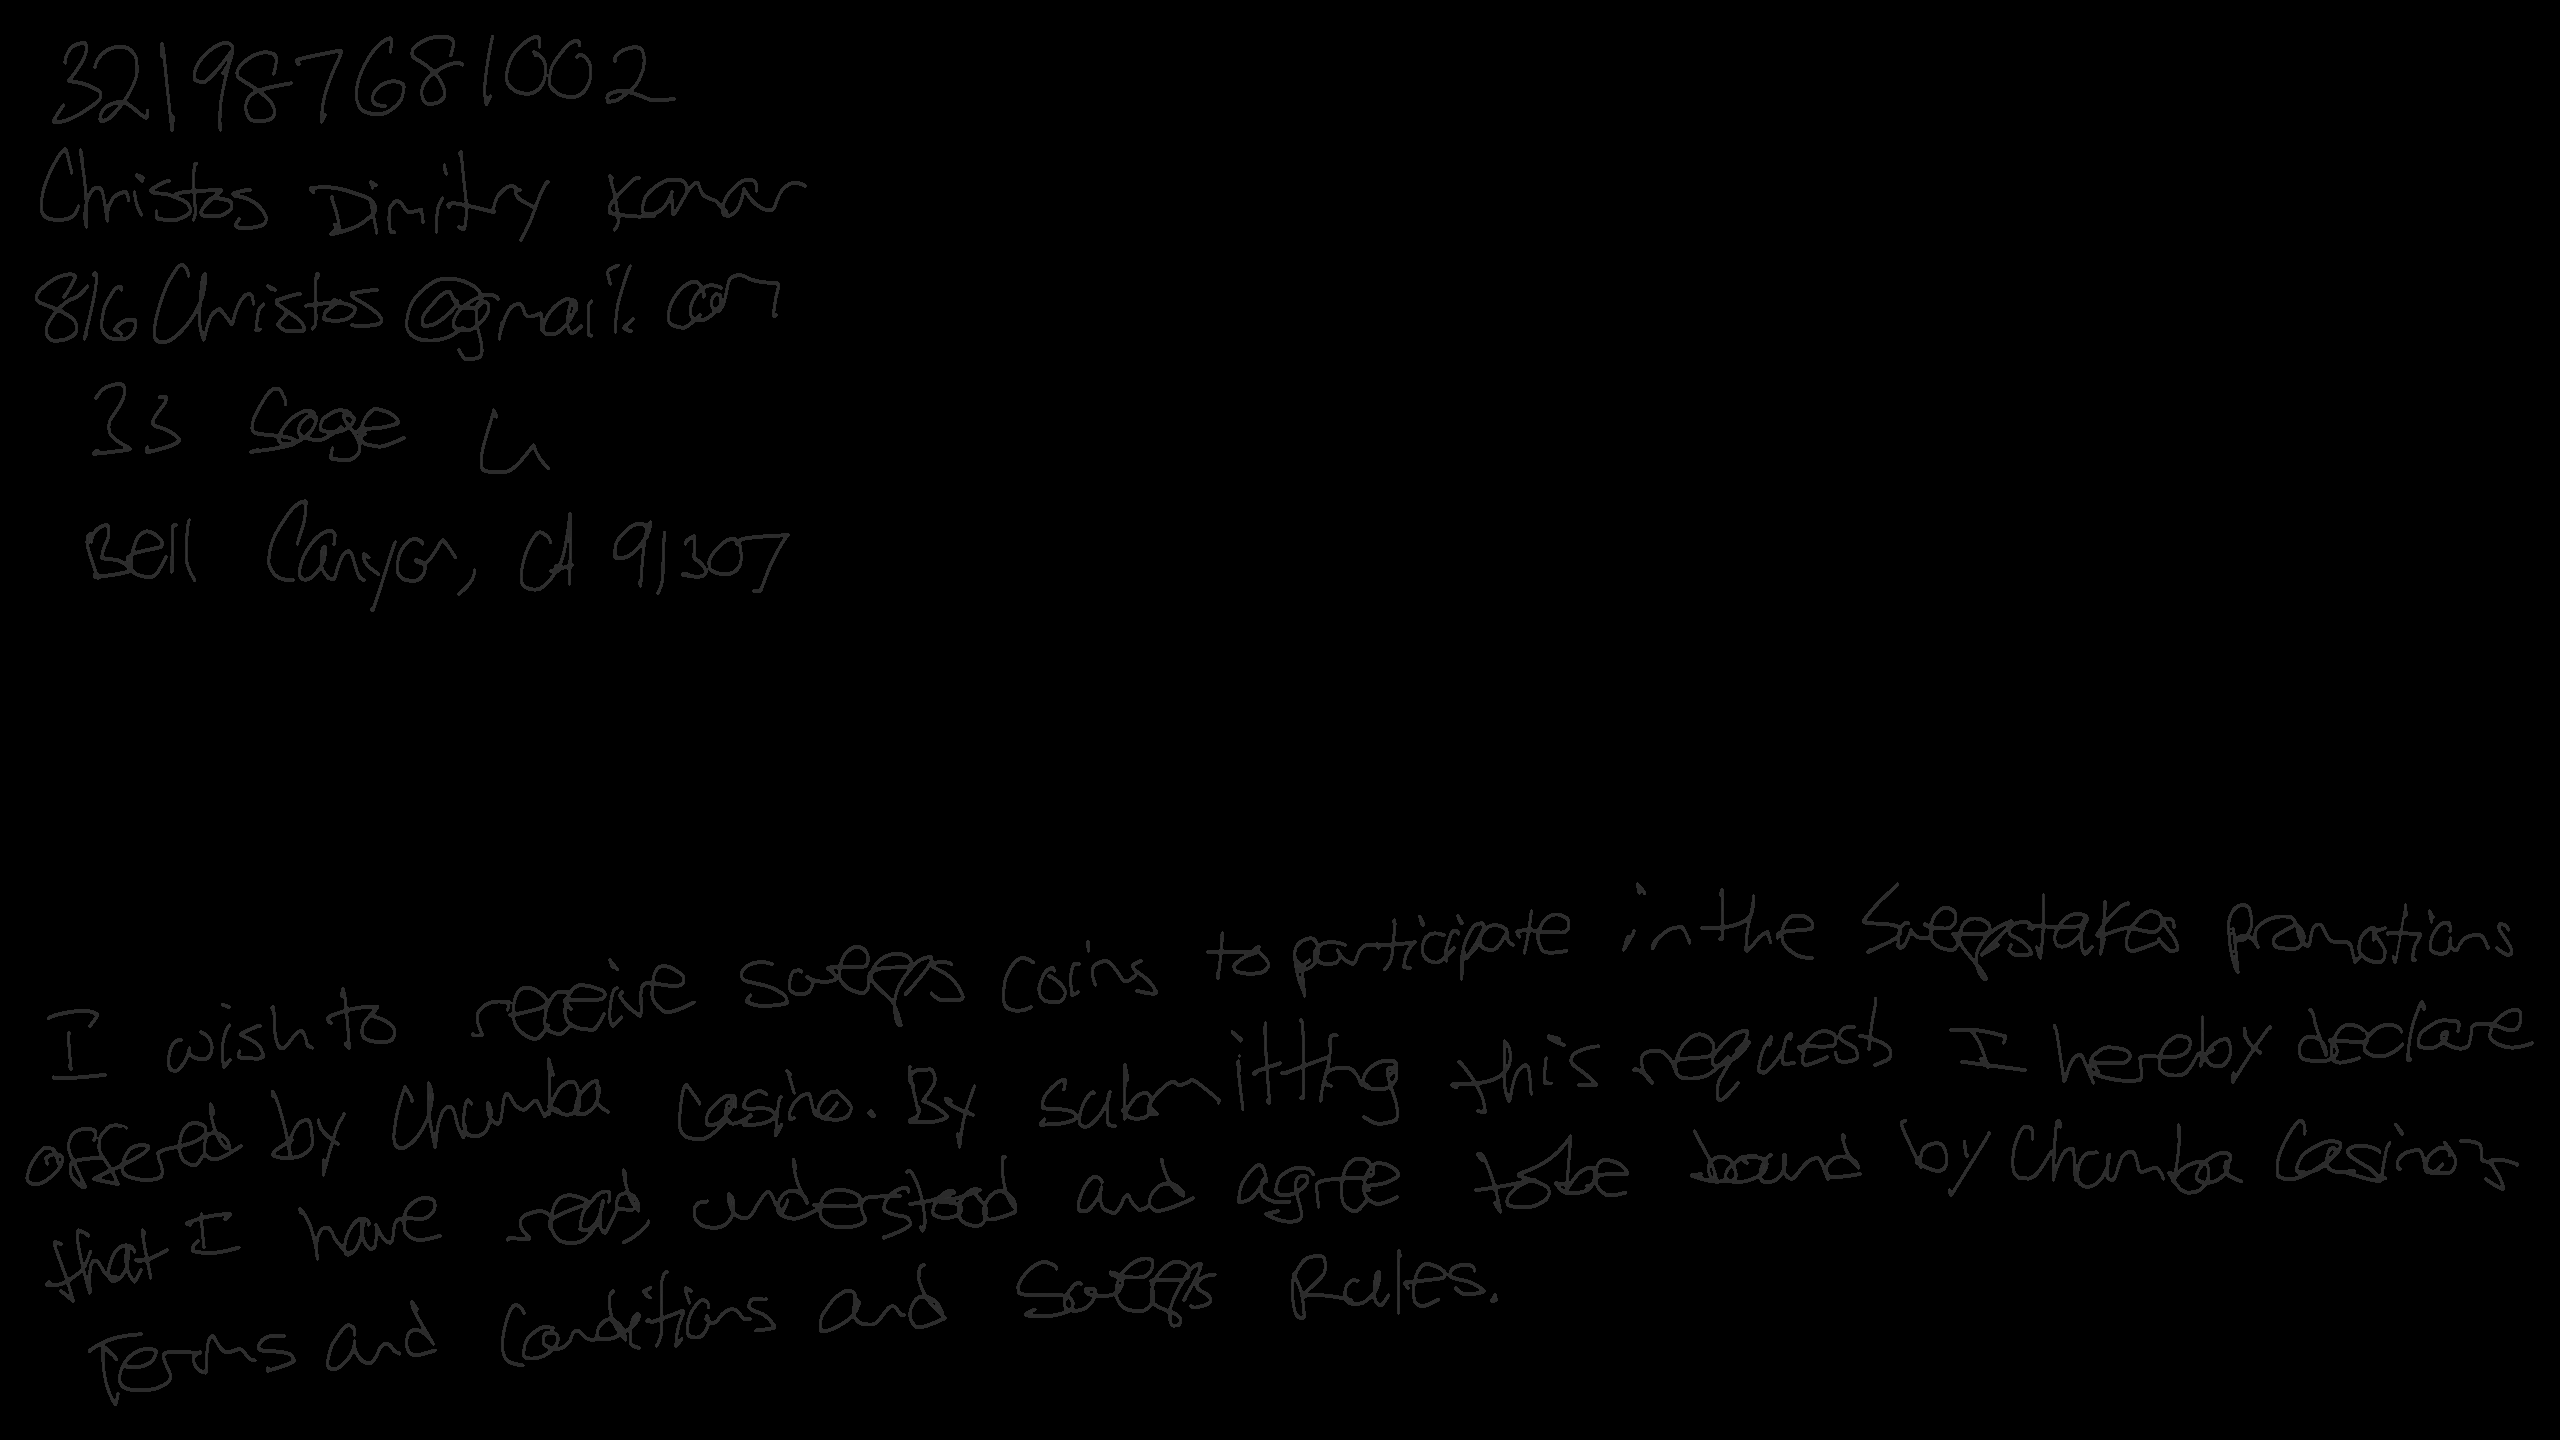 321987681002
Christos Dimitry
816Christos@gmail.com
33 Sage Ln
Bell Canyon, CA 91307
I wish to receive sweeps coins to participate in the Sweepstakes promotions
offered by Chumba Casino. By submitting this request I hereby declare
that I have read, understood and agree to be bound by Chumba Casino's
Terms and Conditions and Sweeps Rules.